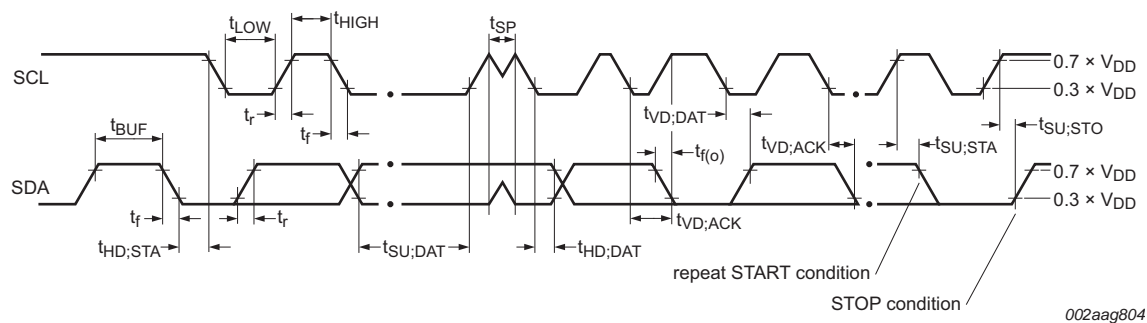 tLOW
tHIGH
tSP
SCL
0.7 × VDD
0.3 × VDD
tr
tf
tBUF
tVD;DAT
tf(o)
tVD;ACK
tSU;STA
tSU;STO
SDA
0.7 × VDD
0.3 × VDD
tf
tr
tHD;STA
tSU;DAT
tHD;DAT
tVD;ACK
repeat START condition
STOP condition
002aag804